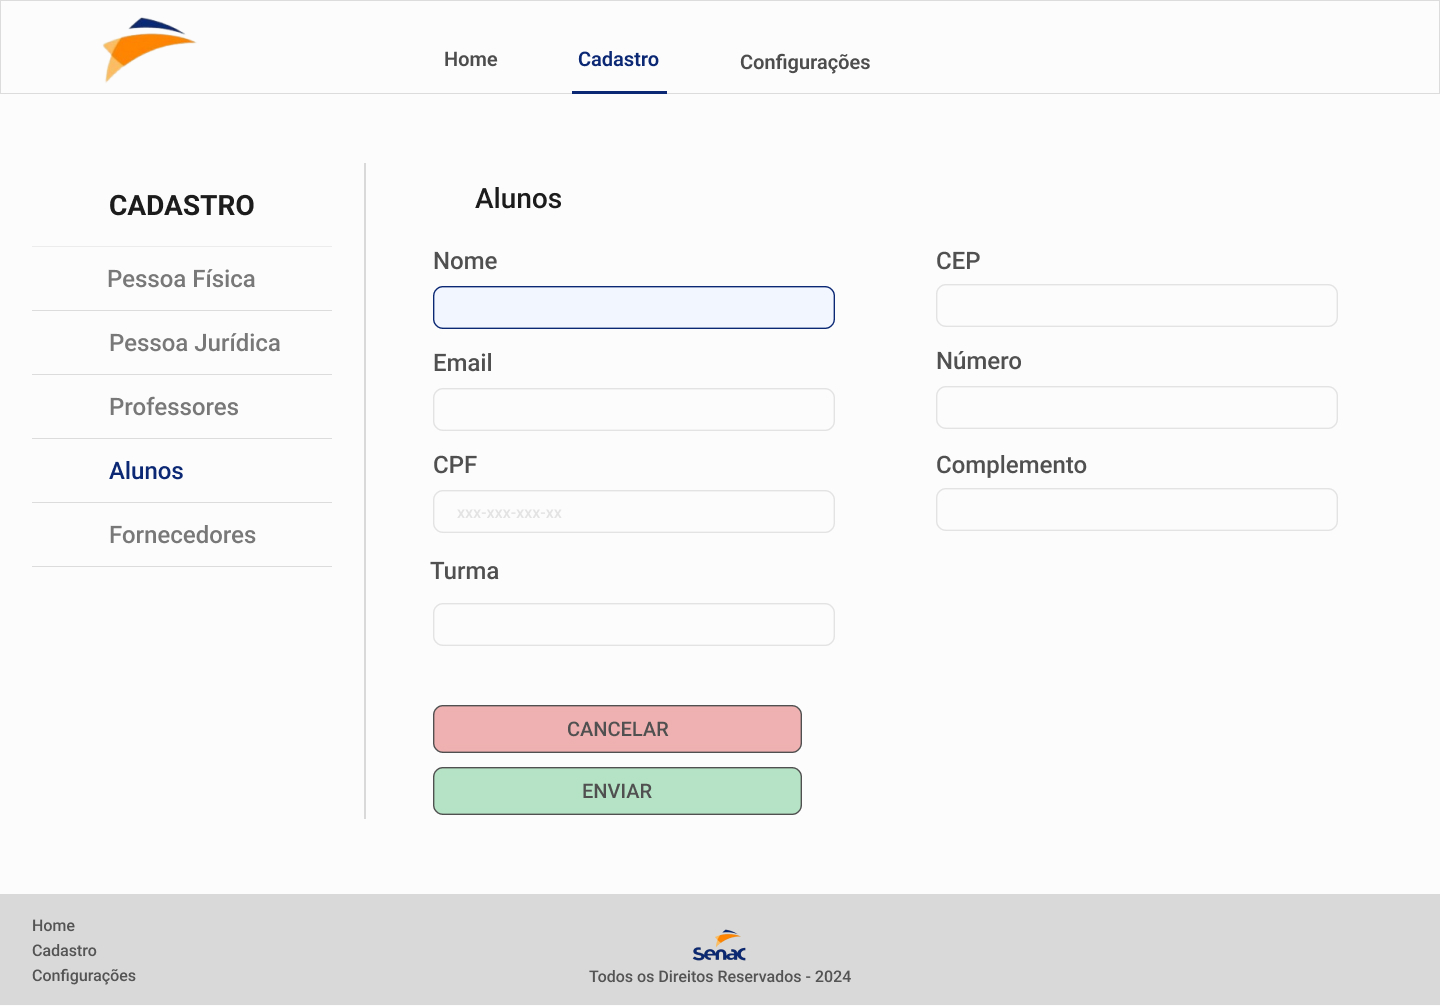 Home
Cadastro
Configurações
CADASTRO
Pessoa Física
Pessoa Jurídica
Professores
Alunos
Fornecedores
Alunos
Nome
Email
CPF
xxx-xxx-xxx-xx
Turma
CEP
Número
Complemento
CANCELAR
ENVIAR
Home
Cadastro
Configurações
Senac
Todos os Direitos Reservados - 2024